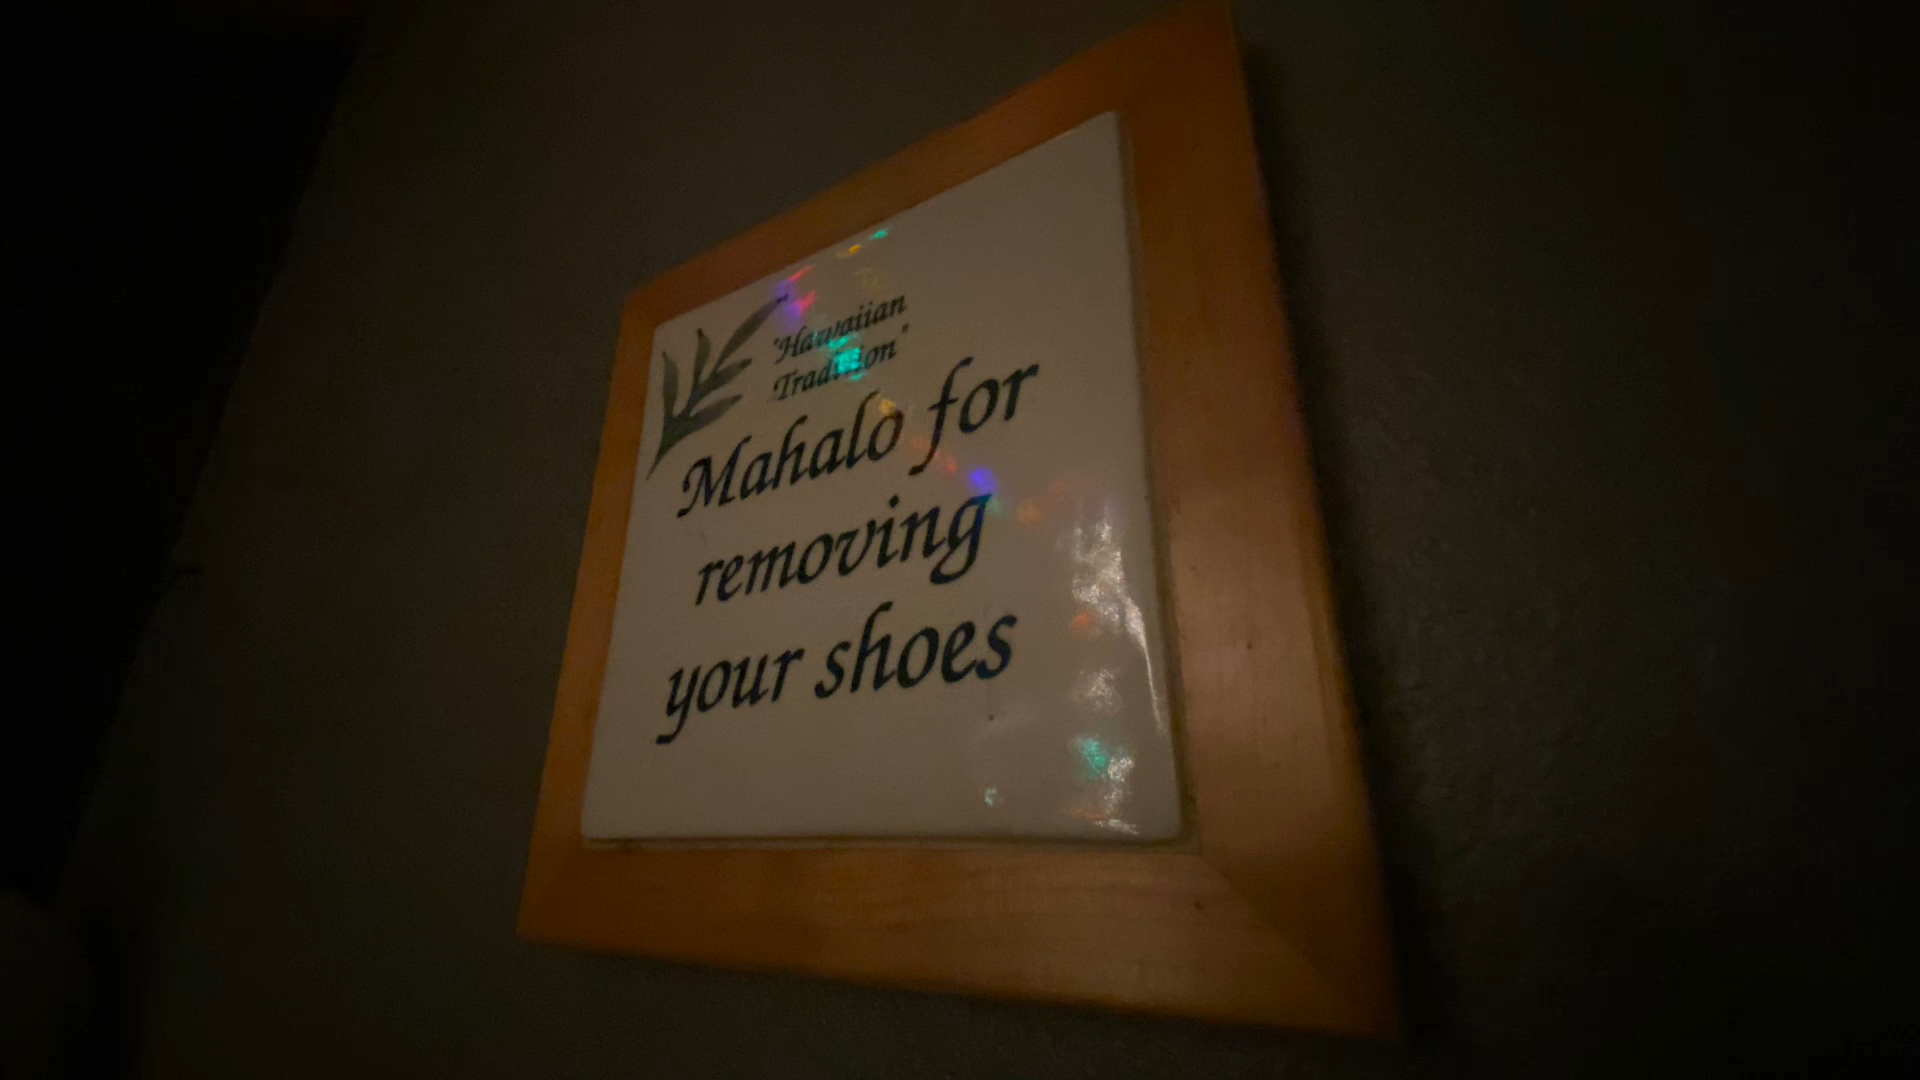 "Hawaiian
Tradition"
Mahalo for
removing
your shoes